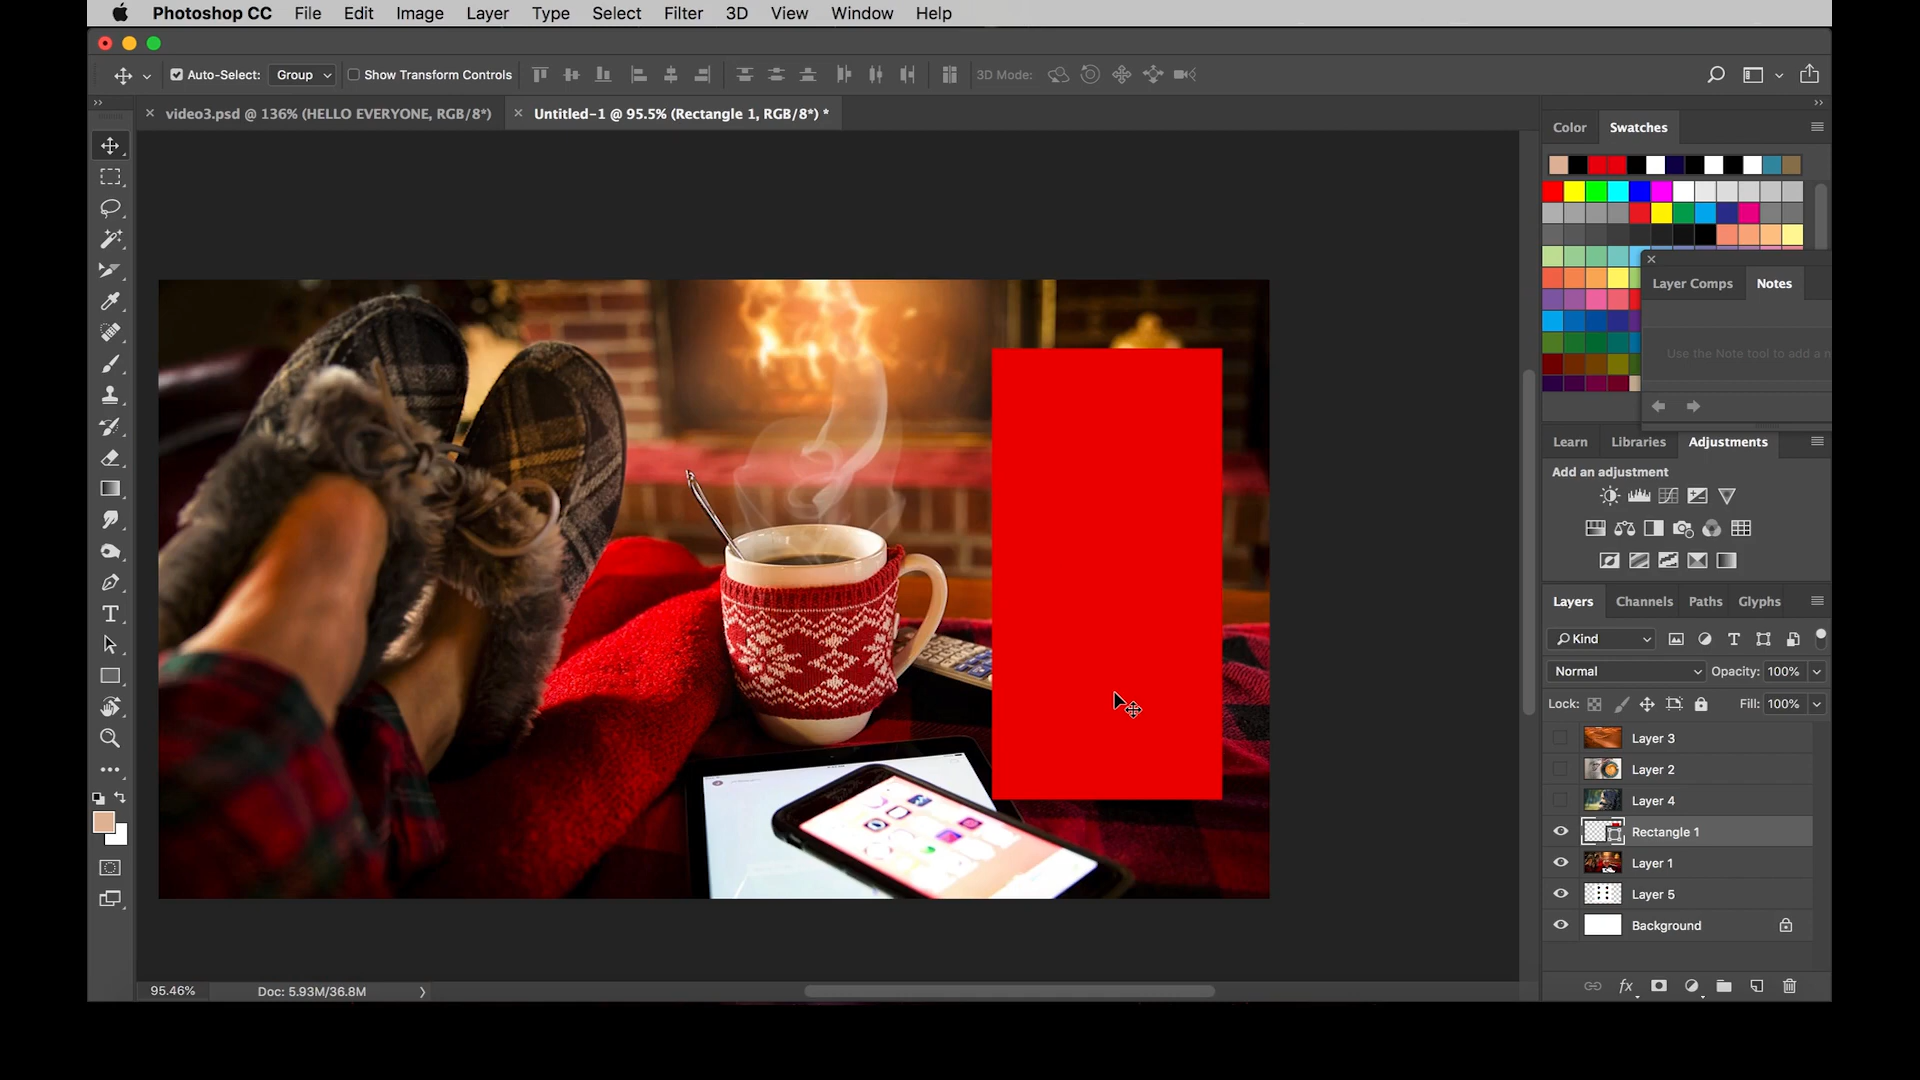 Photoshop CC File Edit Image Layer Type Select Filter 3D View Window Help
Auto-Select: Group Show Transform Controls 3D Mode:
video3.psd @ 136% (HELLO EVERYONE, RGB/8*) Untitled-1 @ 95.5% (Rectangle 1, RGB/8*) *
Color Swatches
Layer Comps Notes
Use the Note tool to add a n
Learn Libraries Adjustments
Add an adjustment
Layers Channels Paths Glyphs
Kind
Normal Opacity: 100%
Lock: Fill: 100%
Layer 3
Layer 2
Layer 4
Rectangle 1
Layer 1
Layer 5
Background
fx
95.46% Doc: 5.93M/36.8M